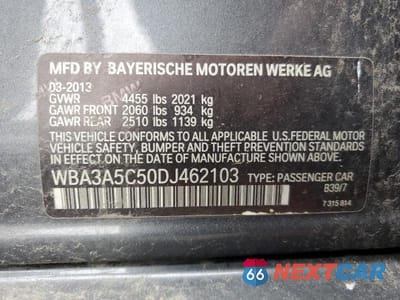 MFD BY BAYERISCHE MOTOREN WERKE AG
03-2013
GVWR 4455 lbs 2021 kg
GAWR FRONT 2060 lbs 934 kg
GAWR REAR 2510 lbs 1139 kg
THIS VEHICLE CONFORMS TO ALL APPLICABLE U.S. FEDERAL MOTOR
VEHICLE SAFETY, BUMPER, AND THEFT PREVENTION STANDARDS
IN EFFECT ON THE DATE OF MANUFACTURE SHOWN ABOVE.
WBA3A5C50DJ462103 TYPE: PASSENGER CAR
B39/7
7 315 814
66 NEXTCAR